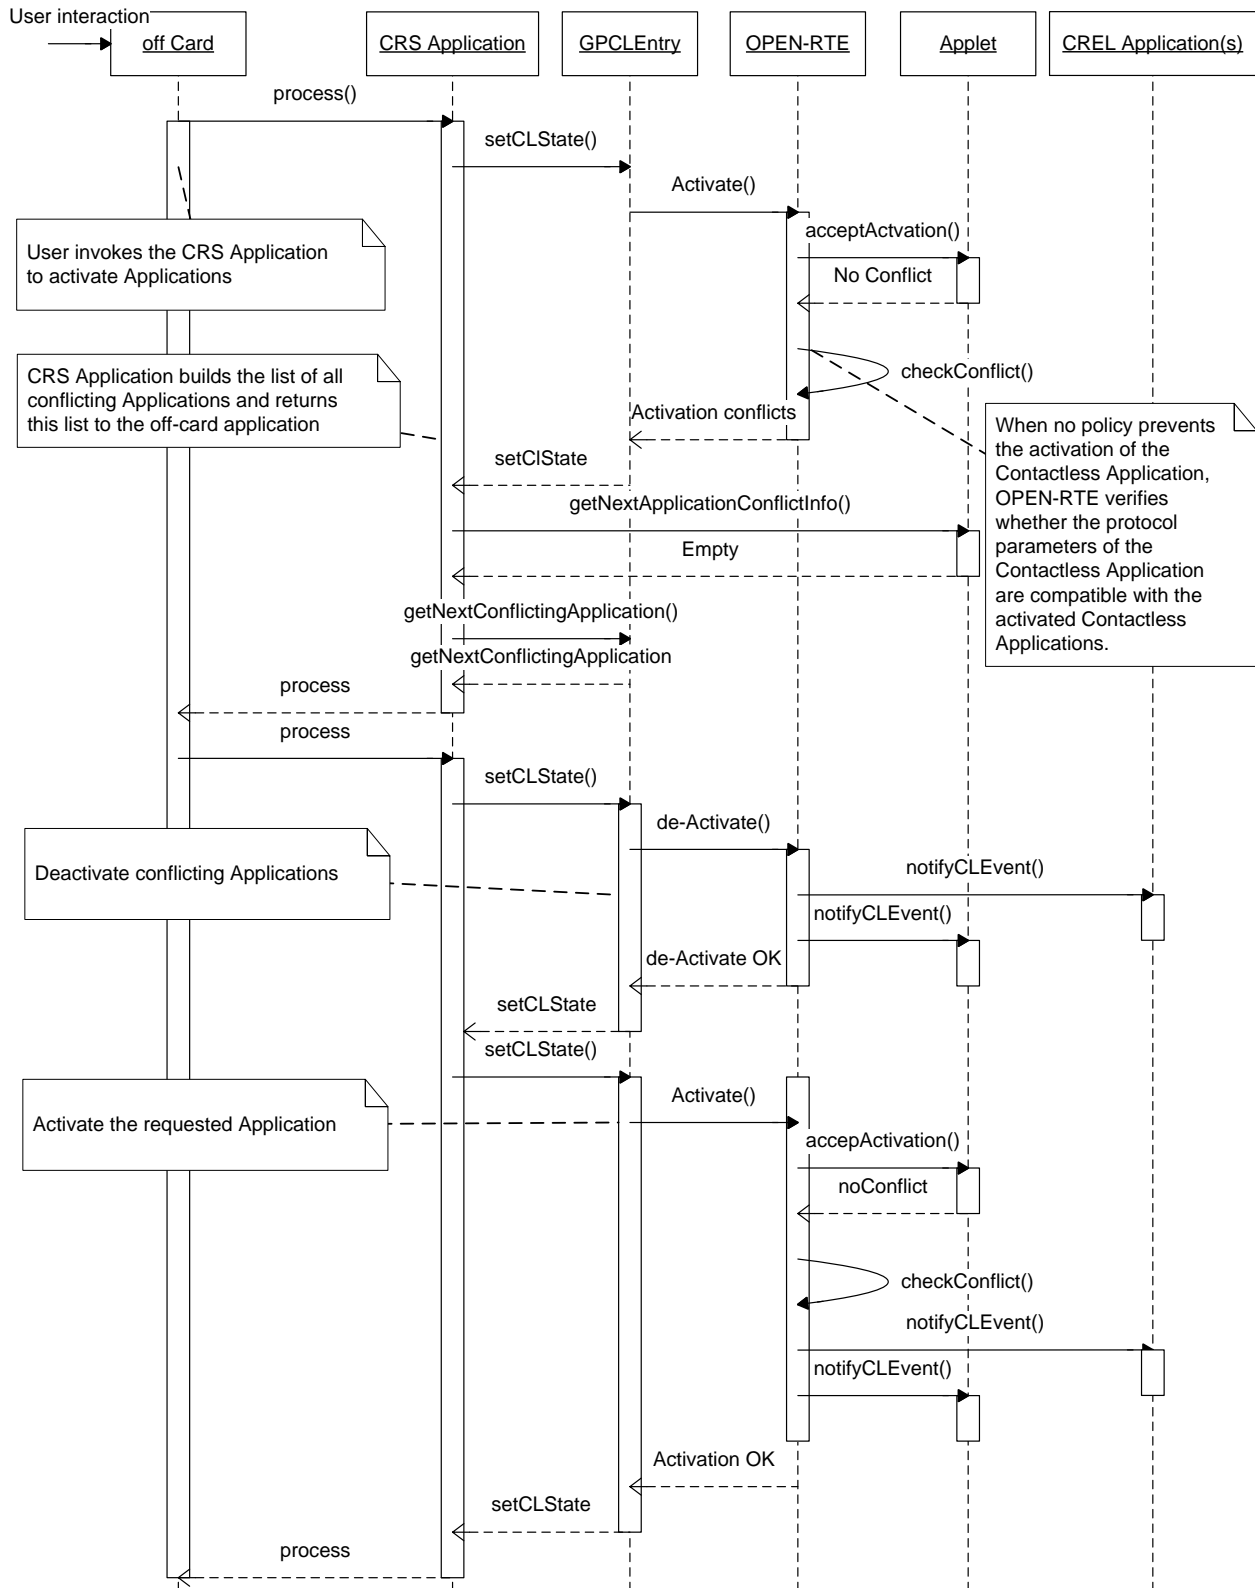 User interaction
off Card
CRS Application
GPCLEntry
OPEN-RTE
Applet
CREL Application(s)
process()
setCLState()
Activate()
acceptActvation()
User invokes the CRS Application
to activate Applications
No Conflict
CRS Application builds the list of all
conflicting Applications and returns
this list to the off-card application
checkConflict()
Activation conflicts
When no policy prevents
the activation of the
Contactless Application,
OPEN-RTE verifies
whether the protocol
parameters of the
Contactless Application
are compatible with the
activated Contactless
Applications.
setClState
getNextApplicationConflictInfo()
Empty
getNextConflictingApplication()
getNextConflictingApplication
process
process
setCLState()
de-Activate()
Deactivate conflicting Applications
notifyCLEvent()
notifyCLEvent()
de-Activate OK
setCLState
setCLState()
Activate()
Activate the requested Application
accepActivation()
noConflict
checkConflict()
notifyCLEvent()
notifyCLEvent()
Activation OK
setCLState
process